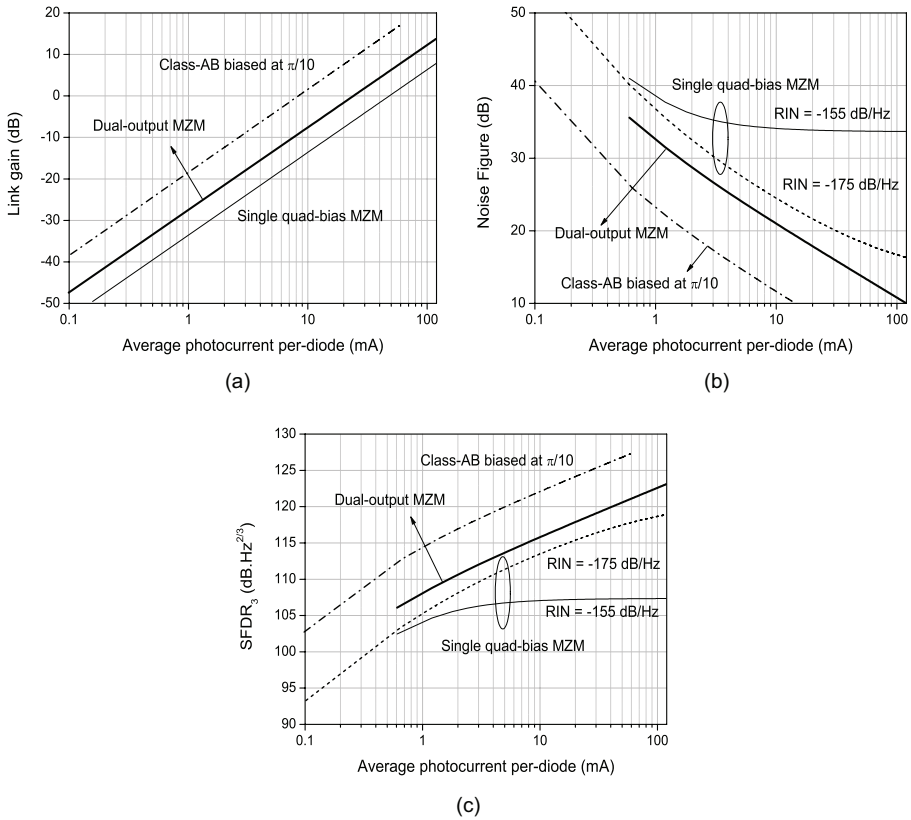 20
10
0
-10
-20
-30
-40
-50
Link gain (dB)
Class-AB biased at π/10
Dual-output MZM
Single quad-bias MZM
0.1
1
10
100
Average photocurrent per-diode (mA)
(a)
50
40
30
20
10
Noise Figure (dB)
Single quad-bias MZM
RIN = -155 dB/Hz
RIN = -175 dB/Hz
Dual-output MZM
Class-AB biased at π/10
0.1
1
10
100
Average photocurrent per-diode (mA)
(b)
130
125
120
115
110
105
100
95
90
SFDR₃ (dB.Hz²ᐟ³)
Class-AB biased at π/10
Dual-output MZM
RIN = -175 dB/Hz
RIN = -155 dB/Hz
Single quad-bias MZM
0.1
1
10
100
Average photocurrent per-diode (mA)
(c)